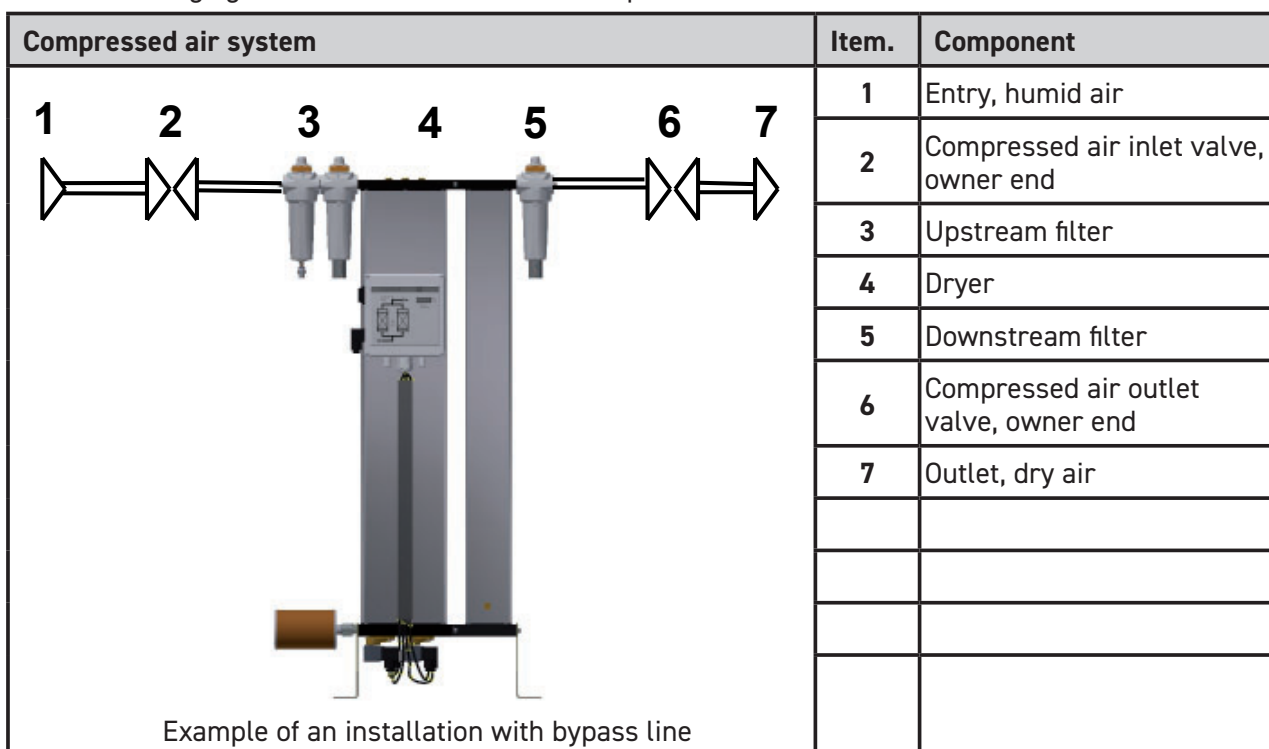 Compressed air system
Item. Component
1 Entry, humid air
2 Compressed air inlet valve,
owner end
3 Upstream filter
4 Dryer
5 Downstream filter
6 Compressed air outlet
valve, owner end
7 Outlet, dry air
1 2 3 4 5 6 7
Example of an installation with bypass line